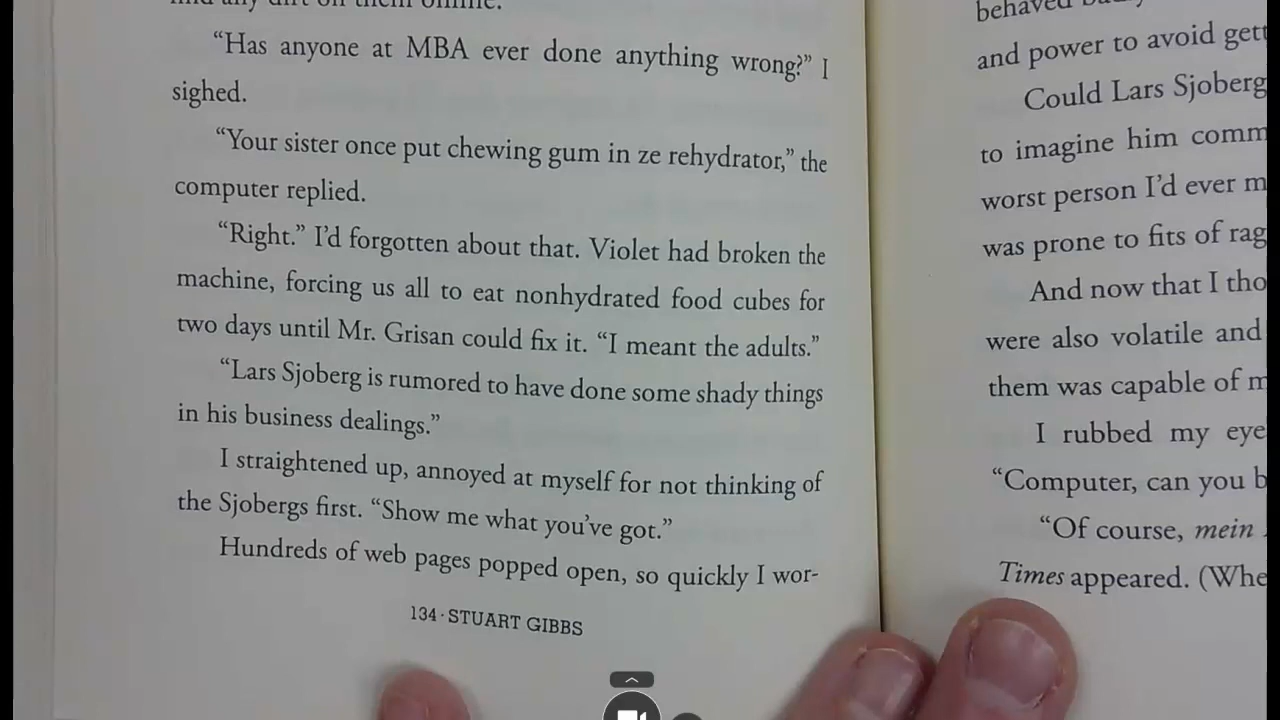 “Has anyone at MBA ever done anything wrong?” I
sighed.
“Your sister once put chewing gum in ze rehydrator,” the
computer replied.
“Right.” I’d forgotten about that. Violet had broken the
machine, forcing us all to eat nonhydrated food cubes for
two days until Mr. Grisan could fix it. “I meant the adults.”
“Lars Sjoberg is rumored to have done some shady things
in his business dealings.”
I straightened up, annoyed at myself for not thinking of
the Sjobergs first. “Show me what you’ve got.”
Hundreds of web pages popped open, so quickly I wor-
134·STUART GIBBS
behaved
and power to avoid
Could Lars Sjoberg
to imagine him
worst person I’d ever
was prone to fits of
And now that I
were also volatile and
them was capable of
I rubbed my
“Computer, can you
“Of course, mein
Times appeared.